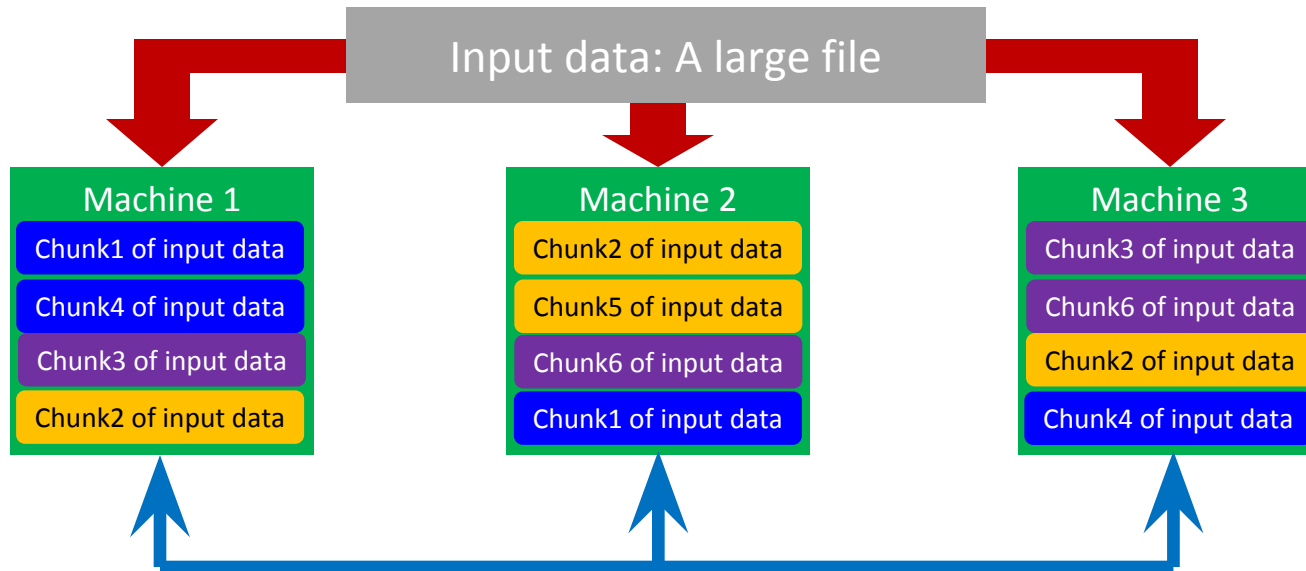 Input data: A large file
Machine 1
Chunk1 of input data
Chunk4 of input data
Chunk3 of input data
Chunk2 of input data
Machine 2
Chunk2 of input data
Chunk5 of input data
Chunk6 of input data
Chunk1 of input data
Machine 3
Chunk3 of input data
Chunk6 of input data
Chunk2 of input data
Chunk4 of input data